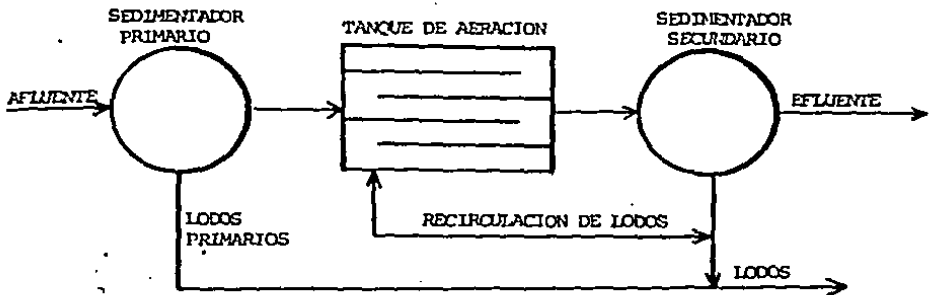 SEDIMENTADOR
PRIMARIO
TANQUE DE AERACION
SEDIMENTADOR
SECUNDARIO
AFLUENTE
EFLUENTE
LODOS
PRIMARIOS
RECIRCULACION DE LODOS
LODOS